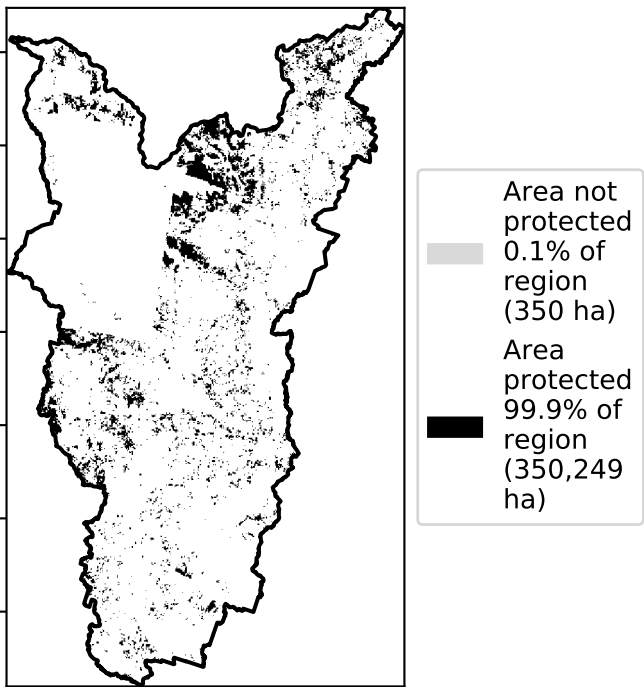 Area not
protected
0.1% of
region
(350 ha)
Area
protected
99.9% of
region
(350,249
ha)